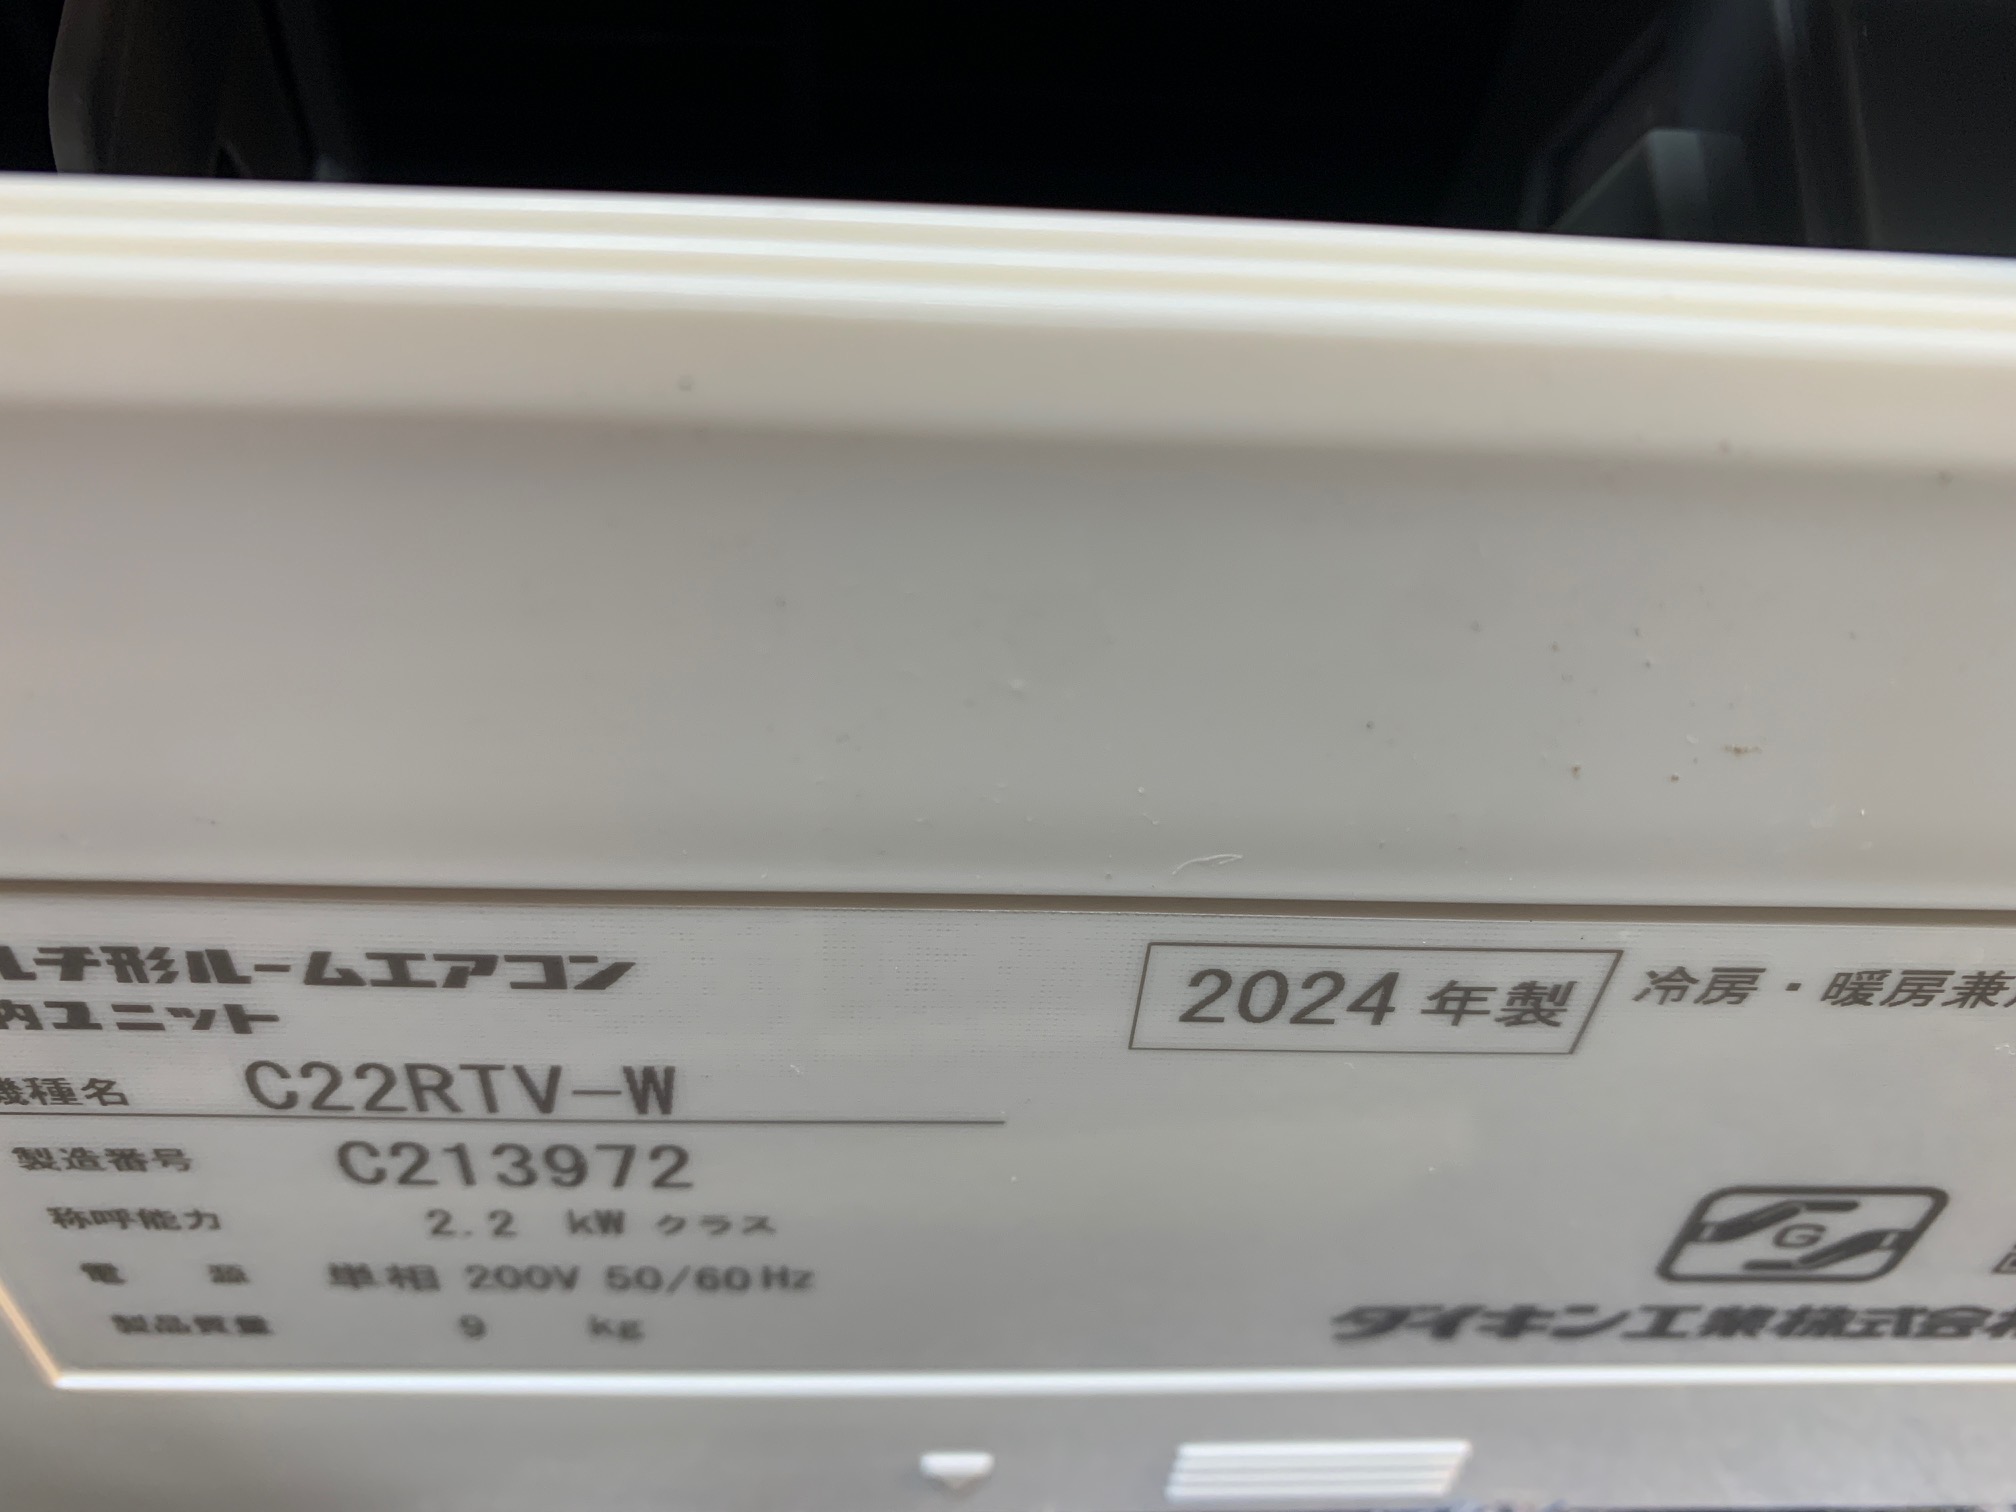 ルチ形ルームエアコン
内ユニット
2024年製
冷房・暖房兼
機種名 C22RTV-W
製造番号 C213972
称呼能力 2.2 kW クラス
電源 単相 200V 50/60Hz
製品質量 9 kg
G
ダイキン工業株式会社